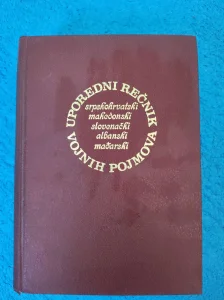 UPOREDNI REČNIK
VOJNIH POJMOVA
srpskohrvatski
makedonski
slovenački
albanski
mađarski